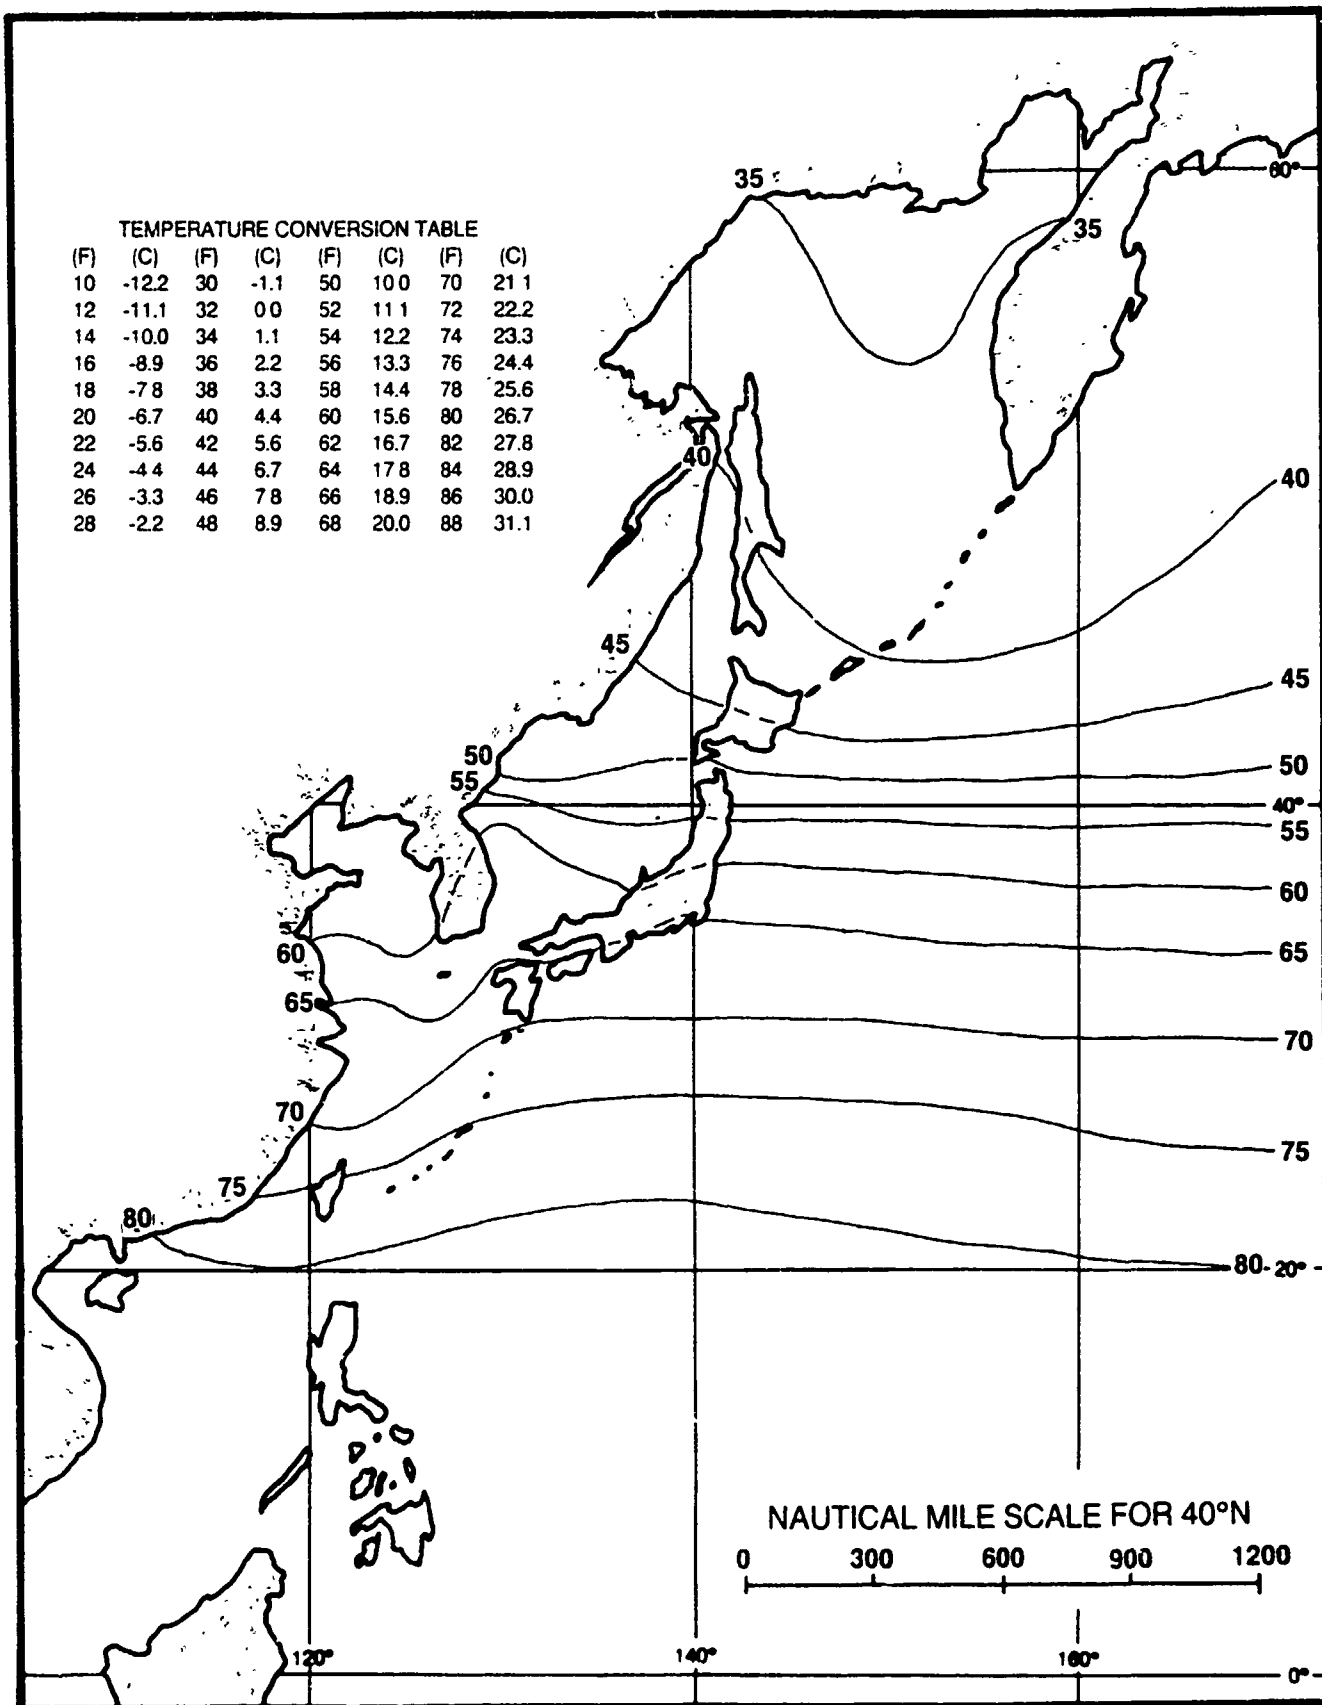 TEMPERATURE CONVERSION TABLE
(F) (C) (F) (C) (F) (C) (F) (C)
10 -12.2 30 -1.1 50 10 0 70 21 1
12 -11.1 32 0 0 52 11 1 72 22.2
14 -10.0 34 1.1 54 12.2 74 23.3
16 -8.9 36 2.2 56 13.3 76 24.4
18 -7 8 38 3.3 58 14.4 78 25.6
20 -6.7 40 4.4 60 15.6 80 26.7
22 -5.6 42 5.6 62 16.7 82 27.8
24 -4 4 44 6.7 64 17 8 84 28.9
26 -3.3 46 7 8 66 18.9 86 30.0
28 -2.2 48 8.9 68 20.0 88 31.1
35
60°
35
40
40
45
45
50
50
55
40°
55
60
60
65
65
70
70
75
75
80
80 20°
NAUTICAL MILE SCALE FOR 40°N
0 300 600 900 1200
120° 140° 160°
0°